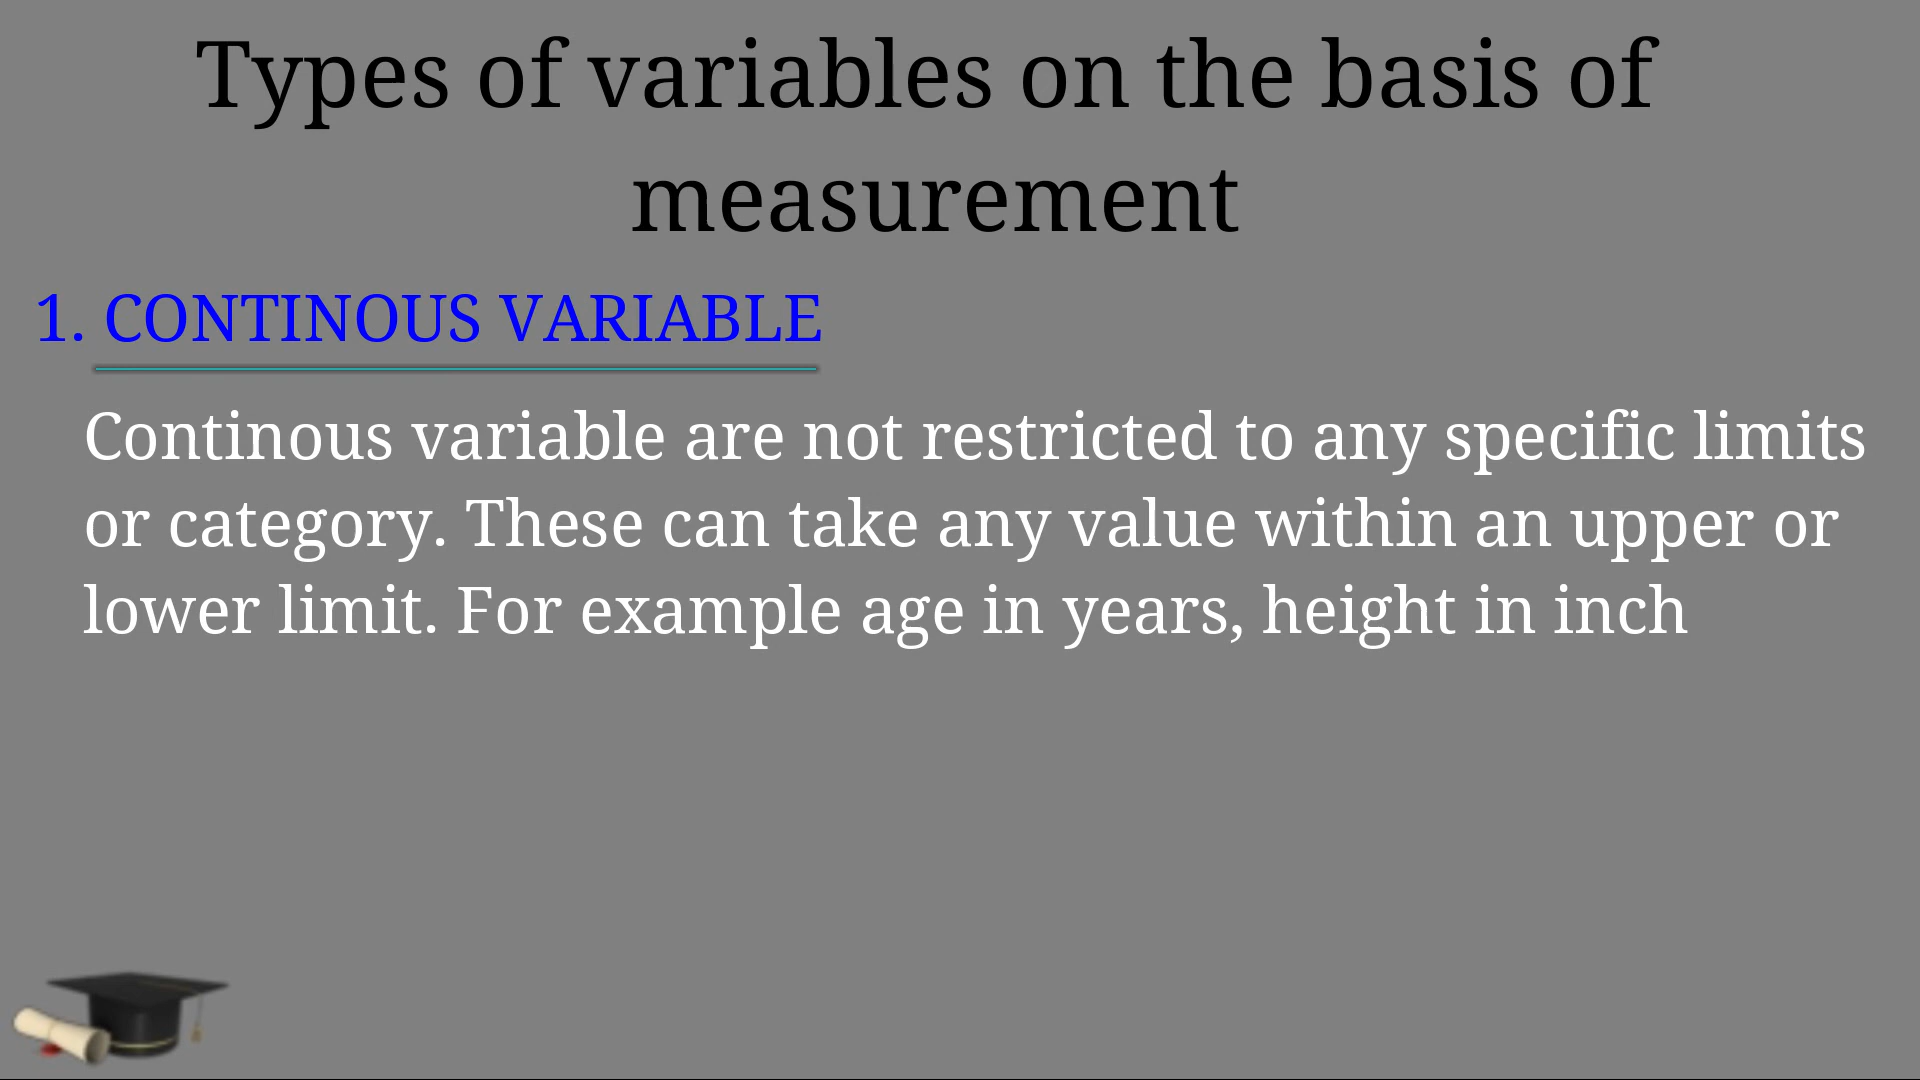 Types of variables on the basis of
measurement
1. CONTINOUS VARIABLE
Continous variable are not restricted to any specific limits
or category. These can take any value within an upper or
lower limit. For example age in years, height in inch